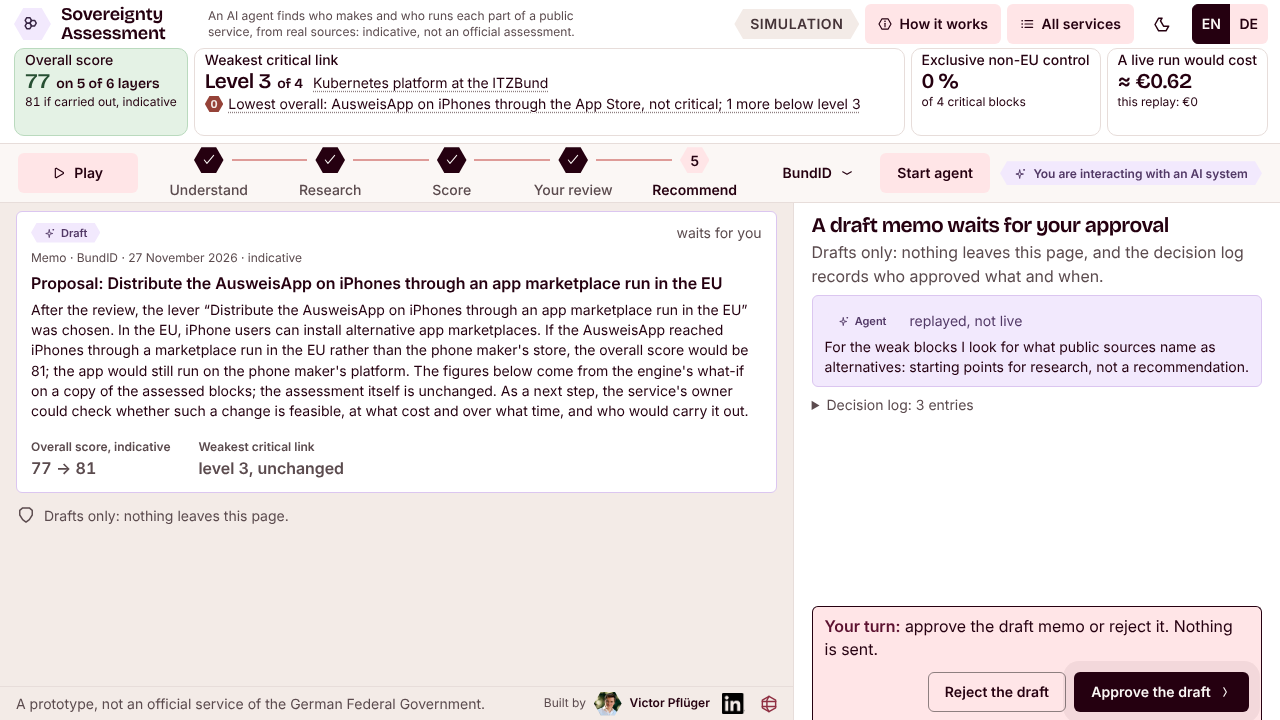 Sovereignty
Assessment
An AI agent finds who makes and who runs each part of a public
service, from real sources: indicative, not an official assessment.
SIMULATION
How it works
All services
EN
DE
Overall score
77 on 5 of 6 layers
81 if carried out, indicative
Weakest critical link
Level 3 of 4 Kubernetes platform at the ITZBund
0 Lowest overall: AusweisApp on iPhones through the App Store, not critical; 1 more below level 3
Exclusive non-EU control
0 %
of 4 critical blocks
A live run would cost
≈ €0.62
this replay: €0
Play
Understand
Research
Score
Your review
5
Recommend
BundID
Start agent
You are interacting with an AI system
Draft
waits for you
Memo · BundID · 27 November 2026 · indicative
Proposal: Distribute the AusweisApp on iPhones through an app marketplace run in the EU
After the review, the lever “Distribute the AusweisApp on iPhones through an app marketplace run in the EU”
was chosen. In the EU, iPhone users can install alternative app marketplaces. If the AusweisApp reached
iPhones through a marketplace run in the EU rather than the phone maker's store, the overall score would be
81; the app would still run on the phone maker's platform. The figures below come from the engine's what-if
on a copy of the assessed blocks; the assessment itself is unchanged. As a next step, the service's owner
could check whether such a change is feasible, at what cost and over what time, and who would carry it out.
Overall score, indicative
77 → 81
Weakest critical link
level 3, unchanged
Drafts only: nothing leaves this page.
A draft memo waits for your approval
Drafts only: nothing leaves this page, and the decision log
records who approved what and when.
Agent
replayed, not live
For the weak blocks I look for what public sources name as
alternatives: starting points for research, not a recommendation.
Decision log: 3 entries
Your turn: approve the draft memo or reject it. Nothing
is sent.
Reject the draft
Approve the draft
A prototype, not an official service of the German Federal Government.
Built by
Victor Pflüger
in